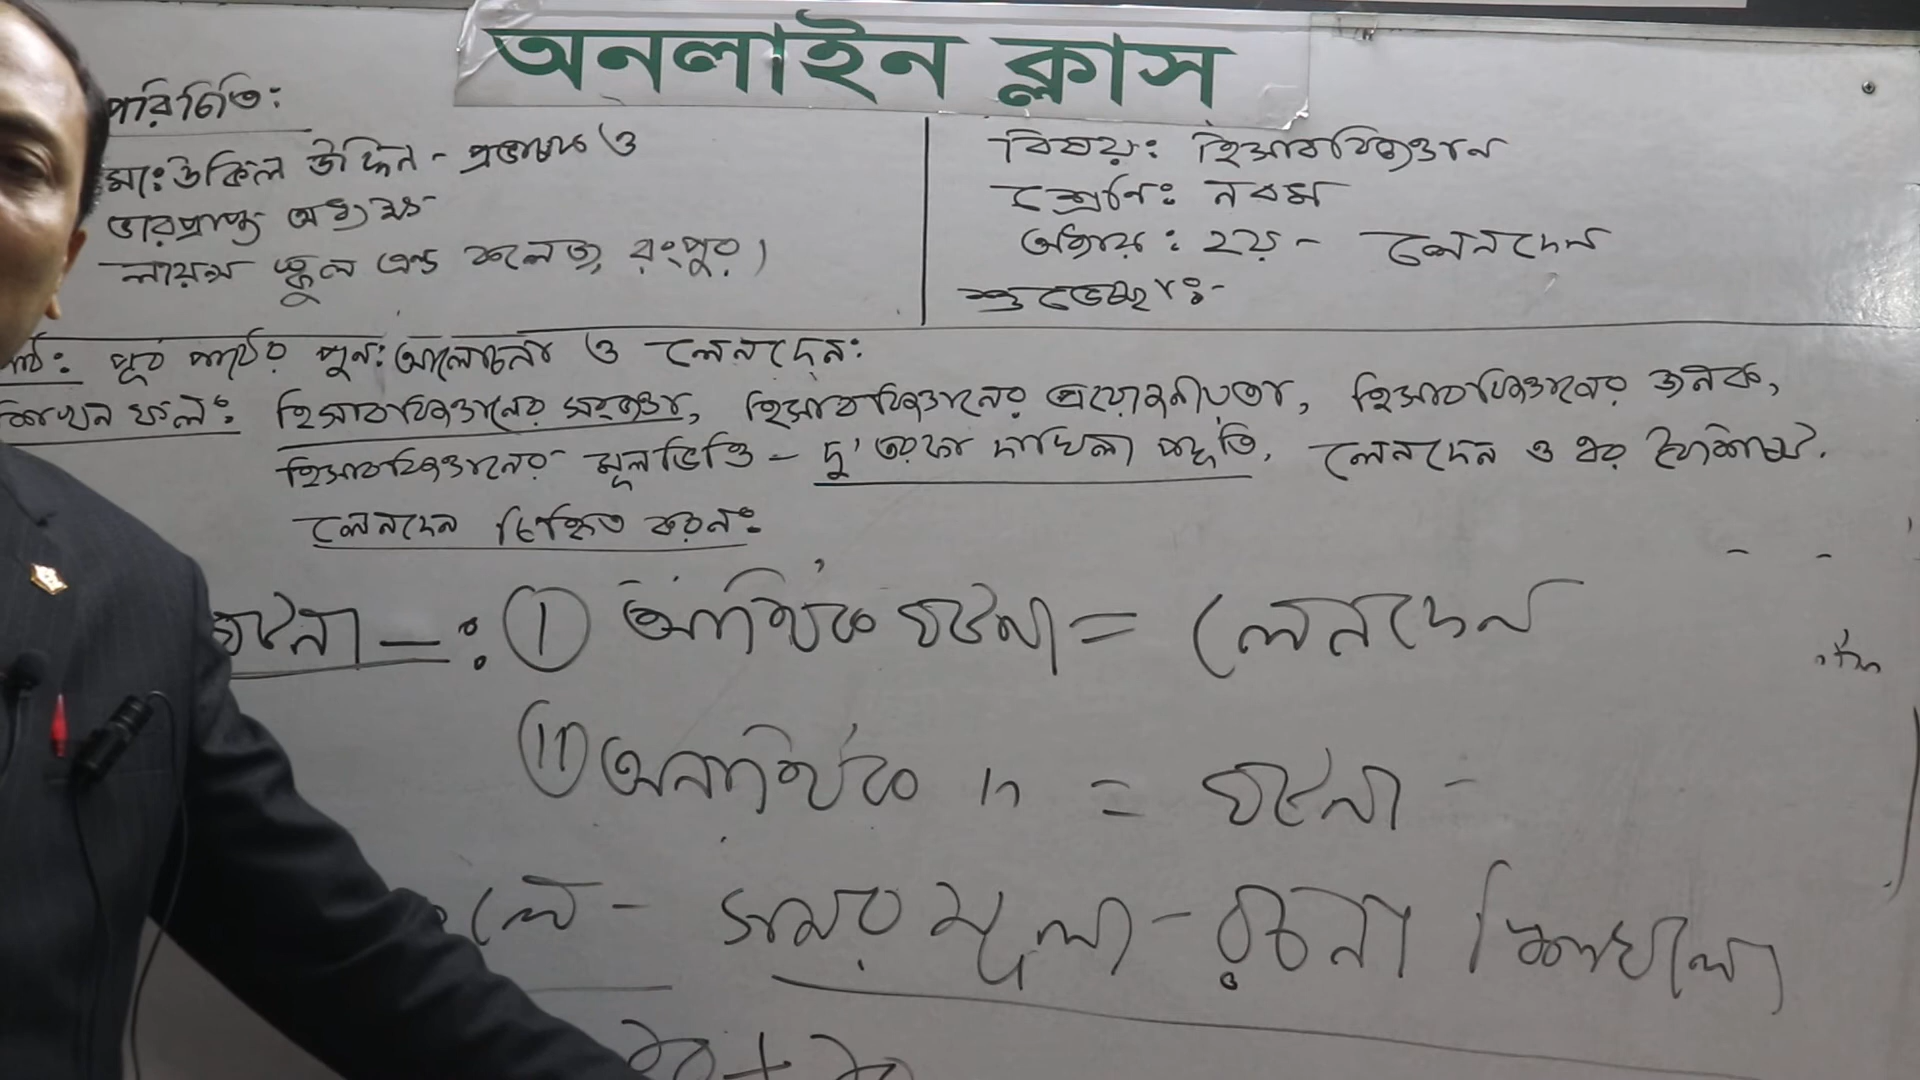 অনলাইন ক্লাস
পরিচিতি:
মো: উকিল উদ্দিন - প্রভাষক ও
ভারপ্রাপ্ত অধ্যক্ষ
লায়ন্স স্কুল এন্ড কলেজ, রংপুর।
বিষয়: হিসাববিজ্ঞান
শ্রেণি: নবম
অধ্যায়: ২য় - লেনদেন
শুভেচ্ছা:-
পাঠ: পূর্ব পাঠের পুন:আলোচনা ও লেনদেন:
শিখন ফল: হিসাববিজ্ঞানের সংজ্ঞা, হিসাববিজ্ঞানের প্রয়োজনীয়তা, হিসাববিজ্ঞানের জনক,
হিসাববিজ্ঞানের মূলভিত্তি - দু'তরফা দাখিলা পদ্ধতি, লেনদেন ও এর বৈশিষ্ট্য.
লেনদেন চিহ্নিত করন:
ঘটনা -: (i) আর্থিক ঘটনা = লেনদেন
(ii) অনার্থিক " = ঘটনা -
সময়ের মূল্য - রচনা